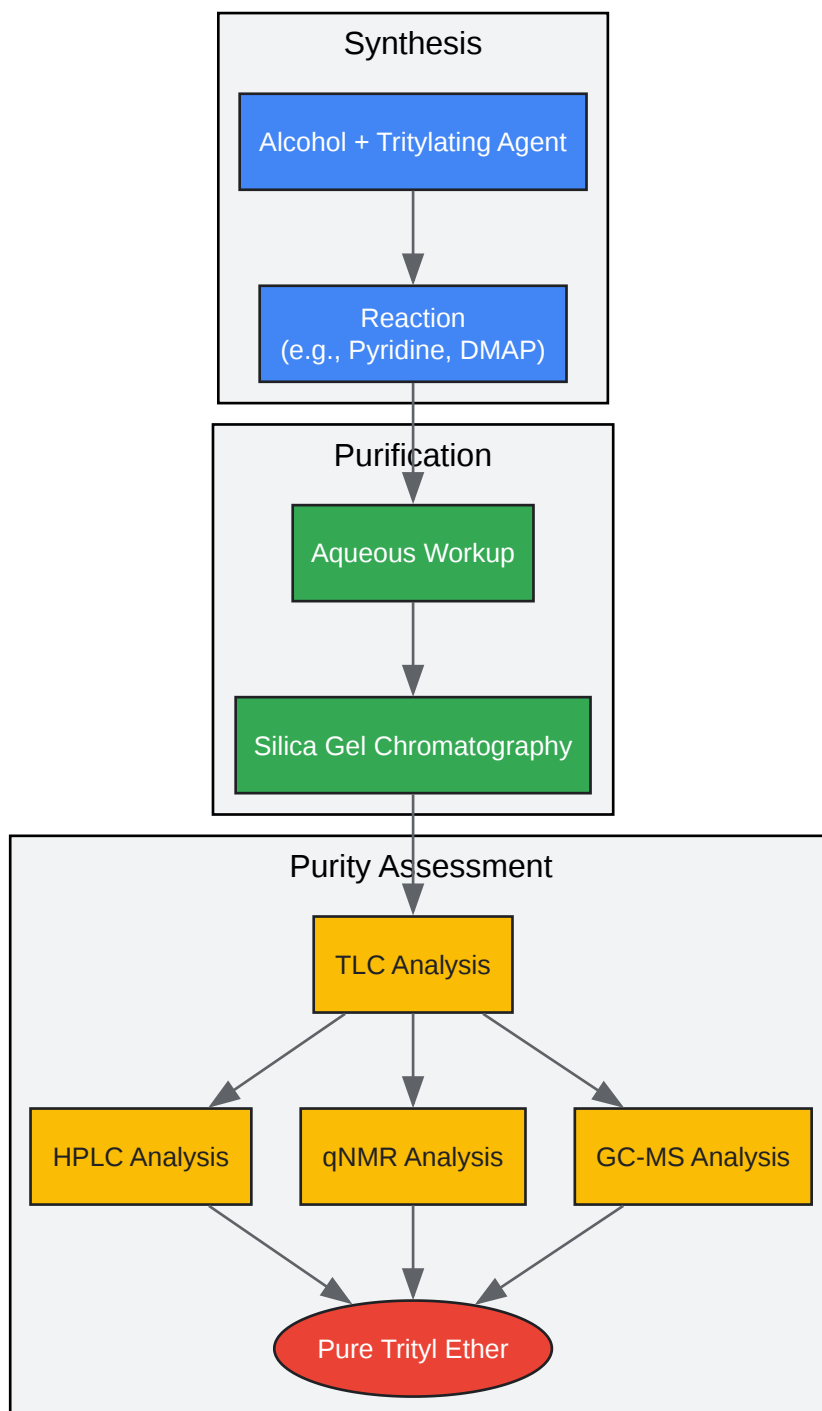 Synthesis
Alcohol + Tritylating Agent
Reaction
(e.g., Pyridine, DMAP)
Purification
Aqueous Workup
Silica Gel Chromatography
Purity Assessment
TLC Analysis
HPLC Analysis
qNMR Analysis
GC-MS Analysis
Pure Trityl Ether